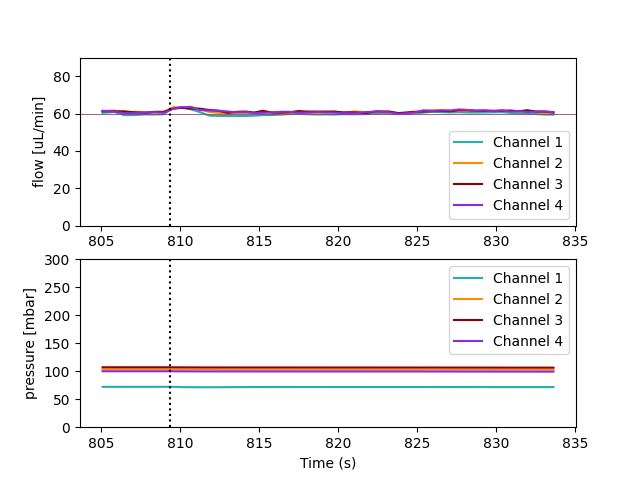 flow [uL/min]
80
60
40
20
0
Channel 1
Channel 2
Channel 3
Channel 4
805 810 815 820 825 830 835
pressure [mbar]
300
250
200
150
100
50
0
Channel 1
Channel 2
Channel 3
Channel 4
805 810 815 820 825 830 835
Time (s)